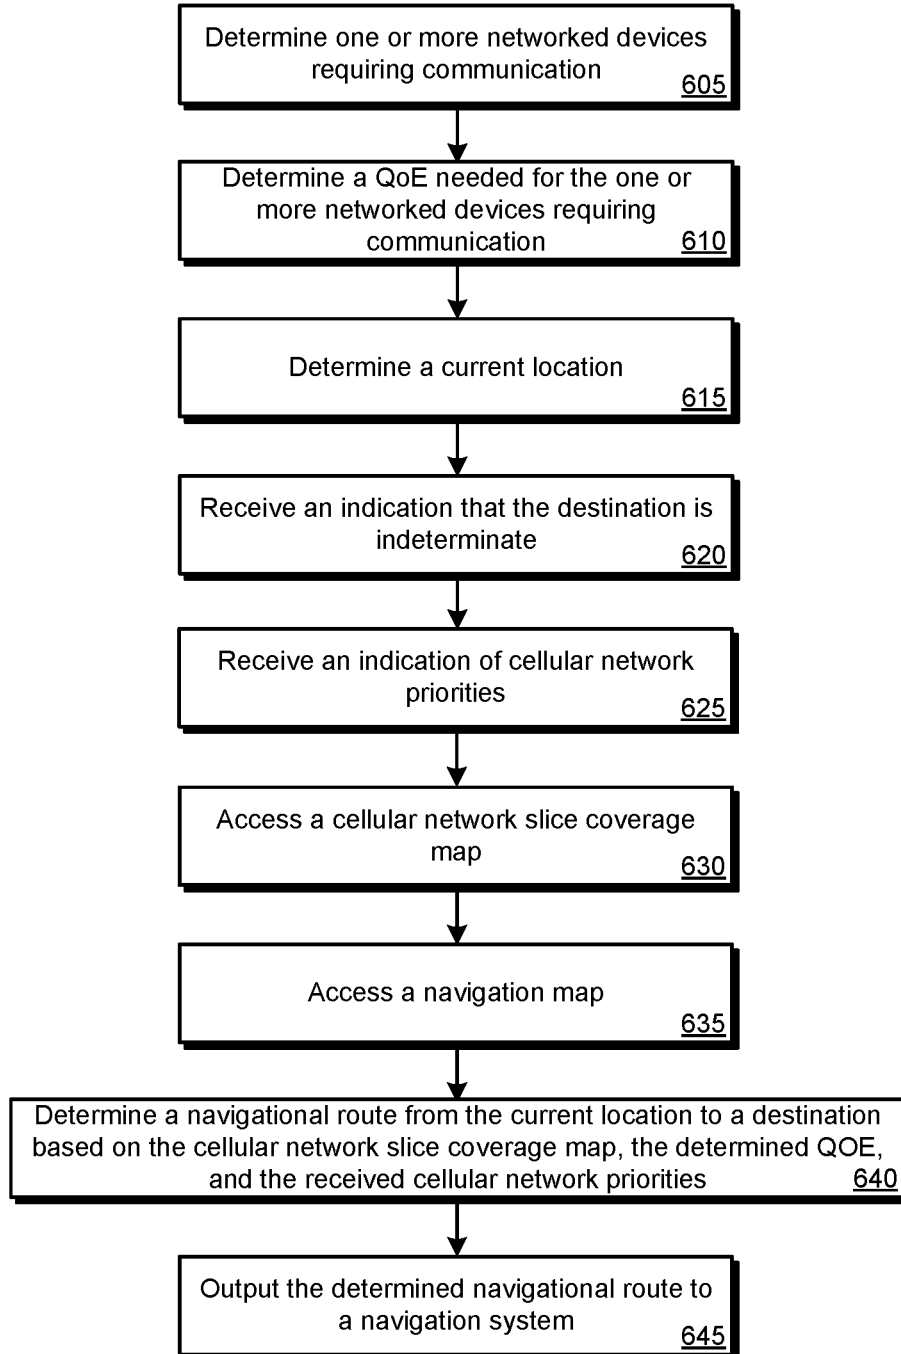 Determine one or more networked devices
requiring communication
605
Determine a QoE needed for the one or
more networked devices requiring
communication
610
Determine a current location
615
Receive an indication that the destination is
indeterminate
620
Receive an indication of cellular network
priorities
625
Access a cellular network slice coverage
map
630
Access a navigation map
635
Determine a navigational route from the current location to a destination
based on the cellular network slice coverage map, the determined QOE,
and the received cellular network priorities
640
Output the determined navigational route to
a navigation system
645